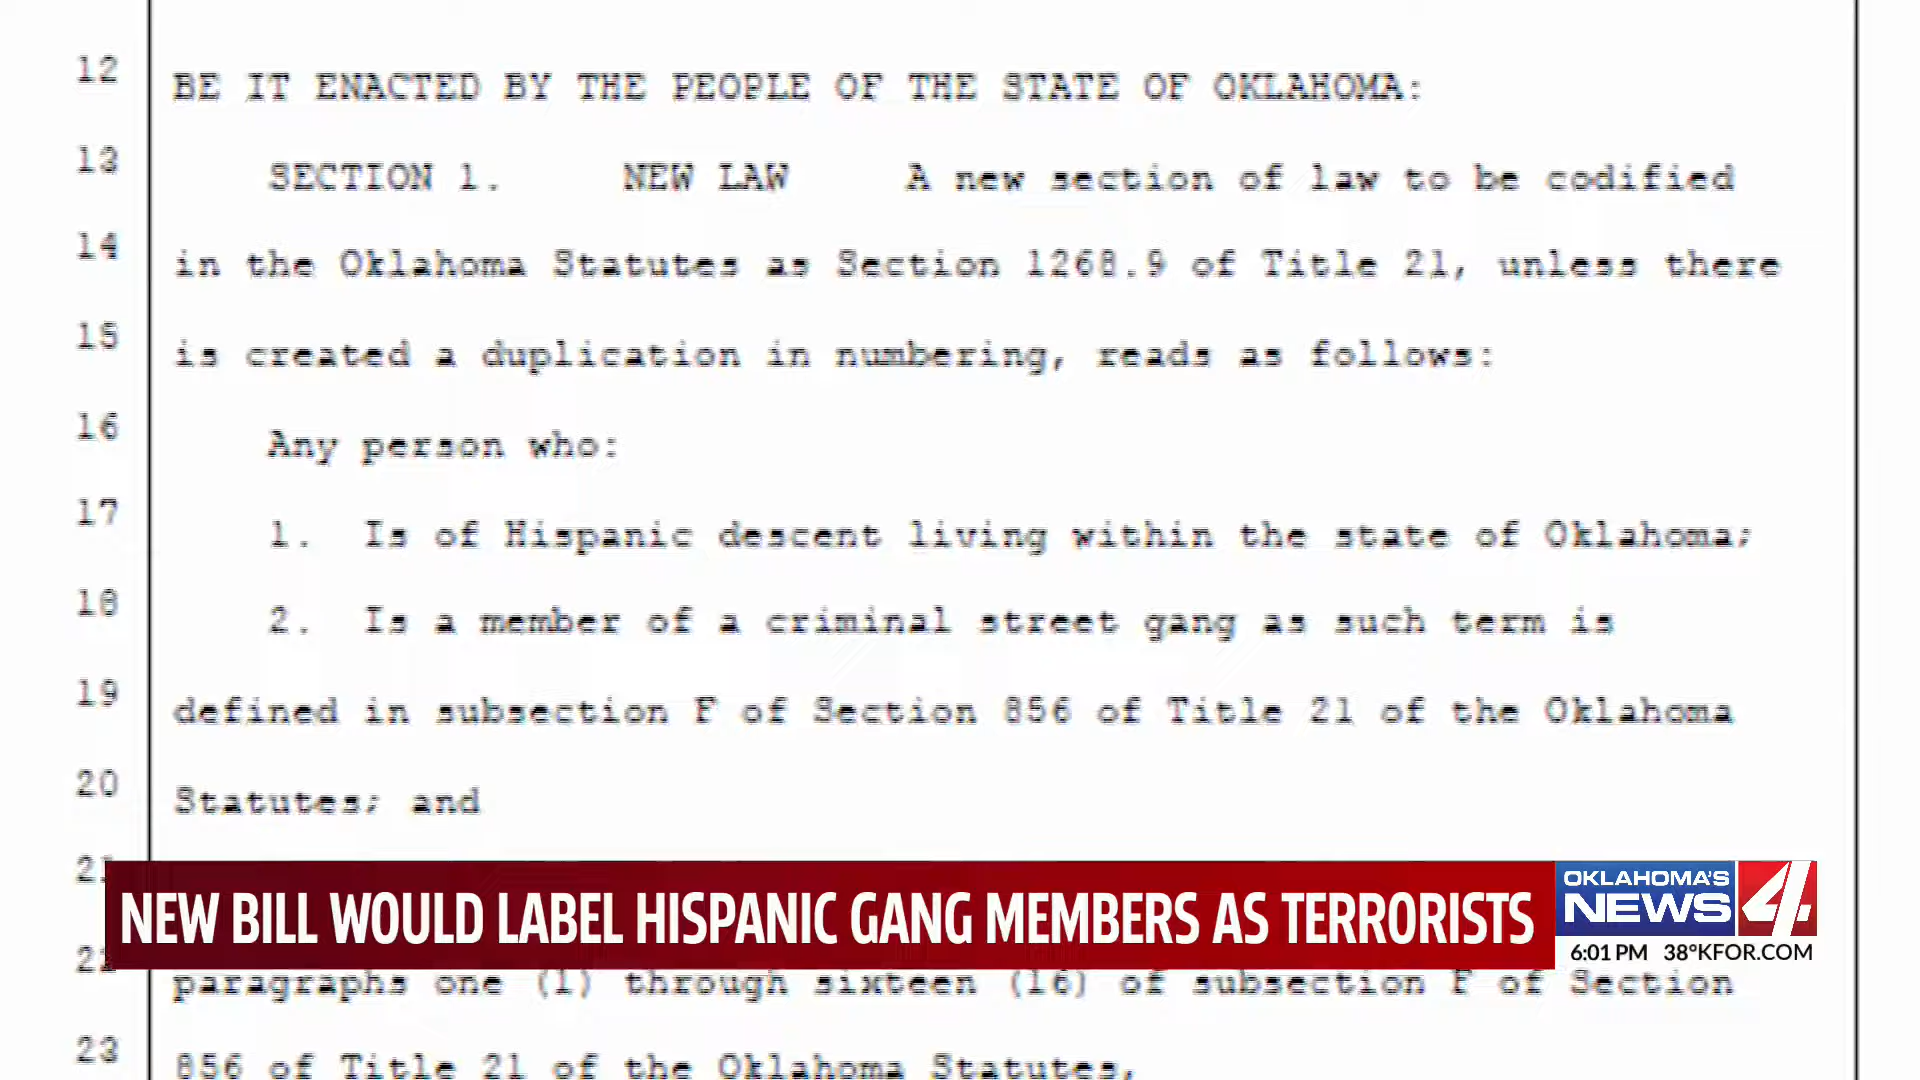 12 BE IT ENACTED BY THE PEOPLE OF THE STATE OF OKLAHOMA:
13 SECTION 1. NEW LAW A new section of law to be codified
14 in the Oklahoma Statutes as Section 1268.9 of Title 21, unless there
15 is created a duplication in numbering, reads as follows:
16 Any person who:
17 1. Is of Hispanic descent living within the state of Oklahoma;
18 2. Is a member of a criminal street gang as such term is
19 defined in subsection F of Section 856 of Title 21 of the Oklahoma
20 Statutes; and
NEW BILL WOULD LABEL HISPANIC GANG MEMBERS AS TERRORISTS
OKLAHOMA'S
NEWS 4
6:01 PM 38° KFOR.COM
paragraphs one (1) through sixteen (16) of subsection F of Section
23 856 of Title 21 of the Oklahoma Statutes,